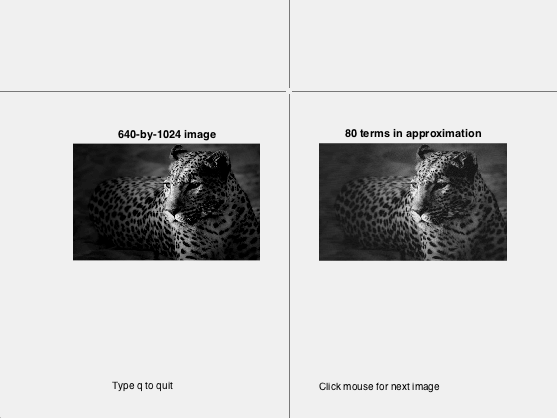 640-by-1024 image
80 terms in approximation
Type q to quit
Click mouse for next image